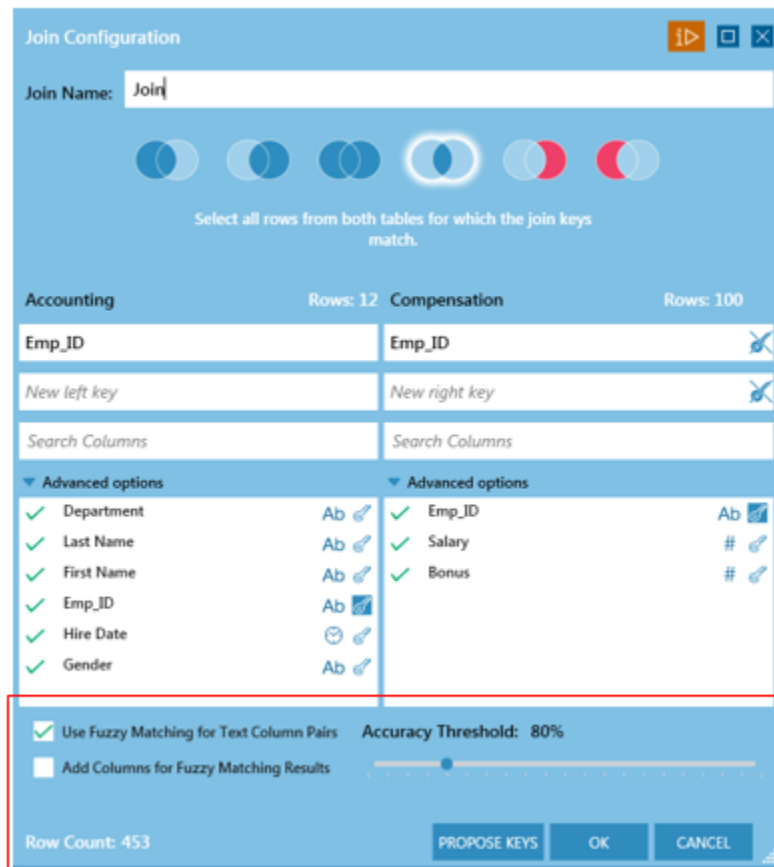 Join Configuration
Join Name: Join
Select all rows from both tables for which the join keys
match.
Accounting Rows: 12 Compensation Rows: 100
Emp_ID Emp_ID
New left key New right key
Search Columns Search Columns
Advanced options Advanced options
Department Ab Emp_ID Ab
Last Name Ab Salary #
First Name Ab Bonus #
Emp_ID Ab
Hire Date
Gender Ab
Use Fuzzy Matching for Text Column Pairs Accuracy Threshold: 80%
Add Columns for Fuzzy Matching Results
Row Count: 453 PROPOSE KEYS OK CANCEL